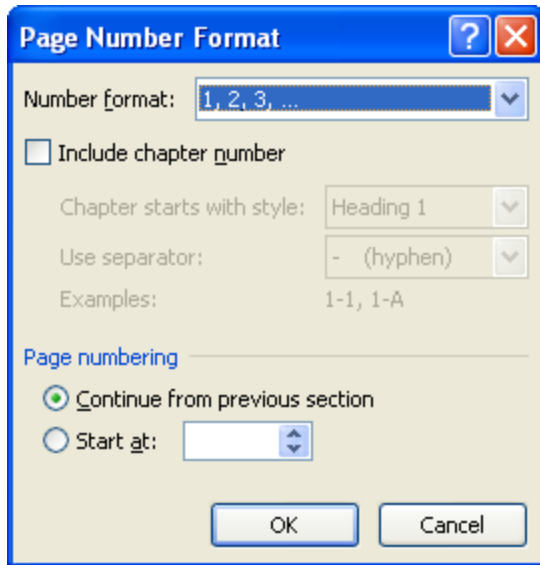 Page Number Format
Number format: 1, 2, 3, ...
Include chapter number
Chapter starts with style: Heading 1
Use separator: - (hyphen)
Examples: 1-1, 1-A
Page numbering
Continue from previous section
Start at:
OK Cancel